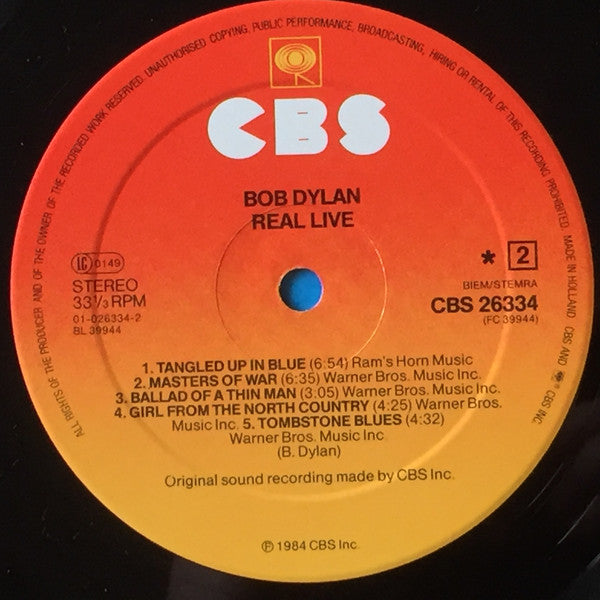 ALL RIGHTS OF THE PRODUCER AND OF THE OWNER OF THE RECORDED WORK RESERVED. UNAUTHORISED COPYING, PUBLIC PERFORMANCE, BROADCASTING, HIRING OR RENTAL OF THIS RECORDING PROHIBITED. MADE IN HOLLAND CBS AND CBS INC.
CBS
BOB DYLAN
REAL LIVE
LC 0149
STEREO
33 1/3 RPM
01-026334-2
BL 39944
* 2
BIEM/STEMRA
CBS 26334
(FC 39944)
1. TANGLED UP IN BLUE (6:54) Ram's Horn Music
2. MASTERS OF WAR (6:35) Warner Bros. Music Inc.
3. BALLAD OF A THIN MAN (3:05) Warner Bros. Music Inc.
4. GIRL FROM THE NORTH COUNTRY (4:25) Warner Bros.
Music Inc. 5. TOMBSTONE BLUES (4:32)
Warner Bros. Music Inc.
(B. Dylan)
Original sound recording made by CBS Inc.
℗ 1984 CBS Inc.